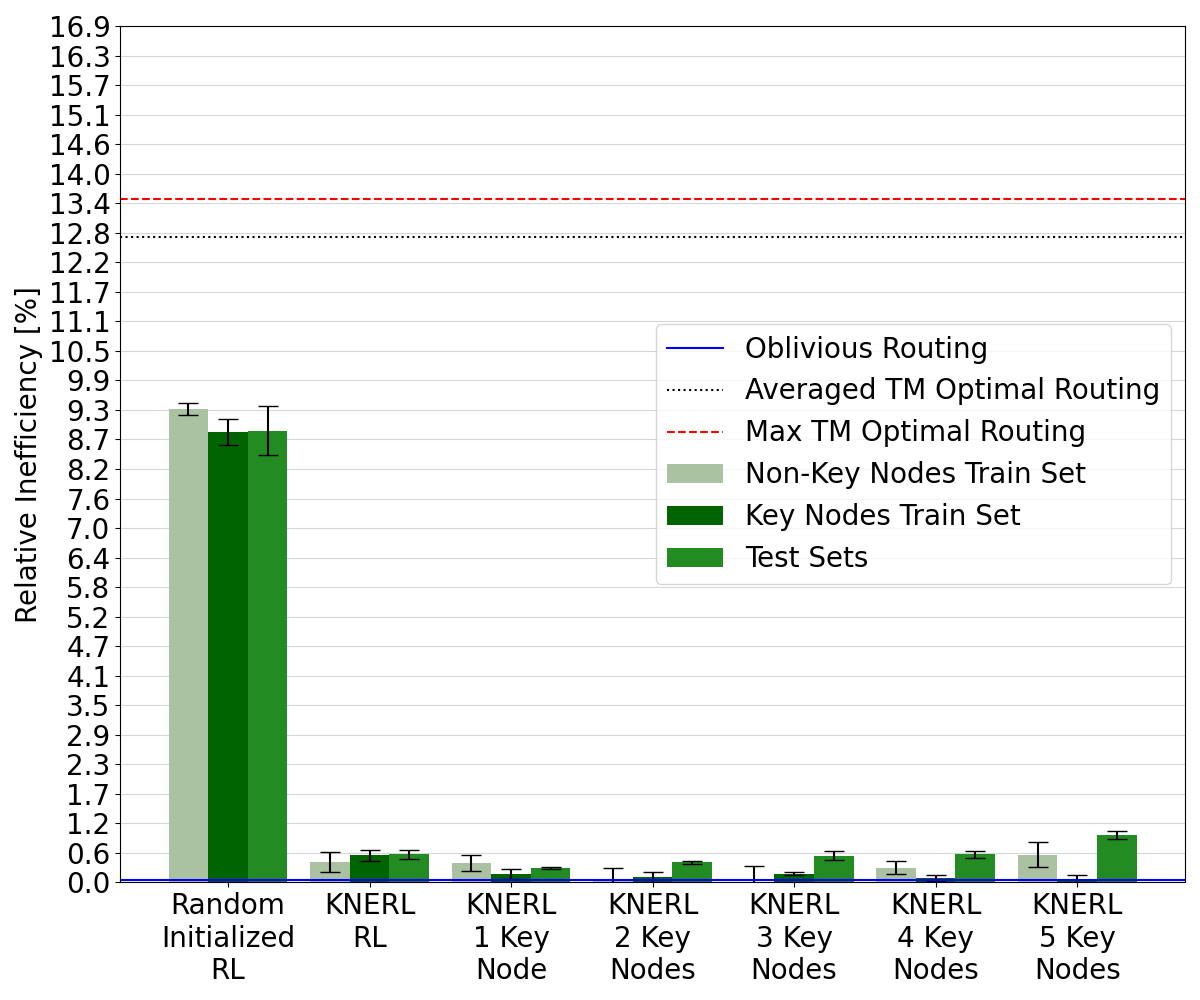 16.9
16.3
15.7
15.1
14.6
14.0
13.4
12.8
12.2
11.7
11.1
10.5
9.9
9.3
8.7
8.2
7.6
7.0
6.4
5.8
5.2
4.7
4.1
3.5
2.9
2.3
1.7
1.2
0.6
0.0
Relative Inefficiency [%]
Oblivious Routing
Averaged TM Optimal Routing
Max TM Optimal Routing
Non-Key Nodes Train Set
Key Nodes Train Set
Test Sets
Random
Initialized
RL
KNERL
RL
KNERL
1 Key
Node
KNERL
2 Key
Nodes
KNERL
3 Key
Nodes
KNERL
4 Key
Nodes
KNERL
5 Key
Nodes